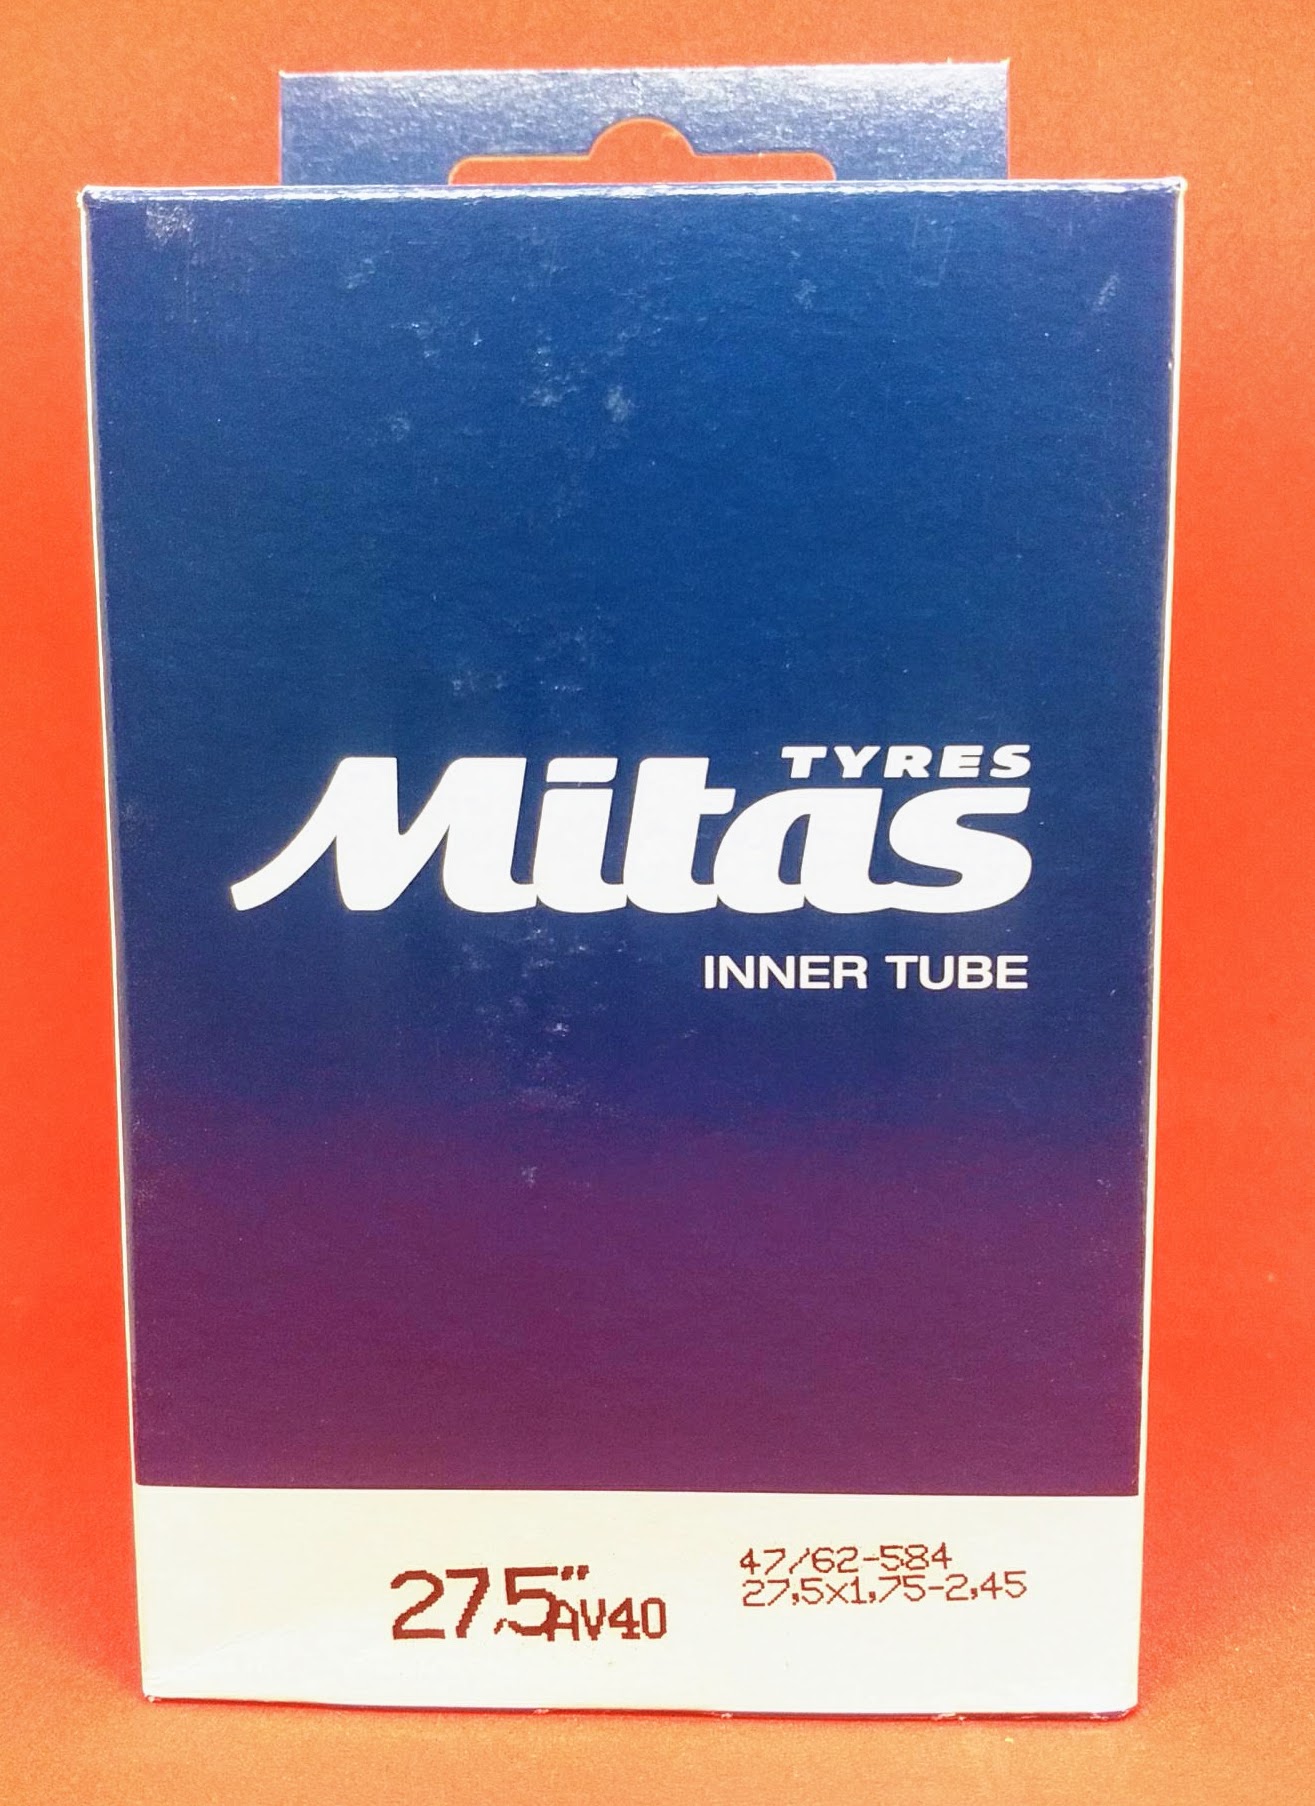 TYRES
Mitas
INNER TUBE
27,5"AV40
47/62-584
27,5x1,75-2,45